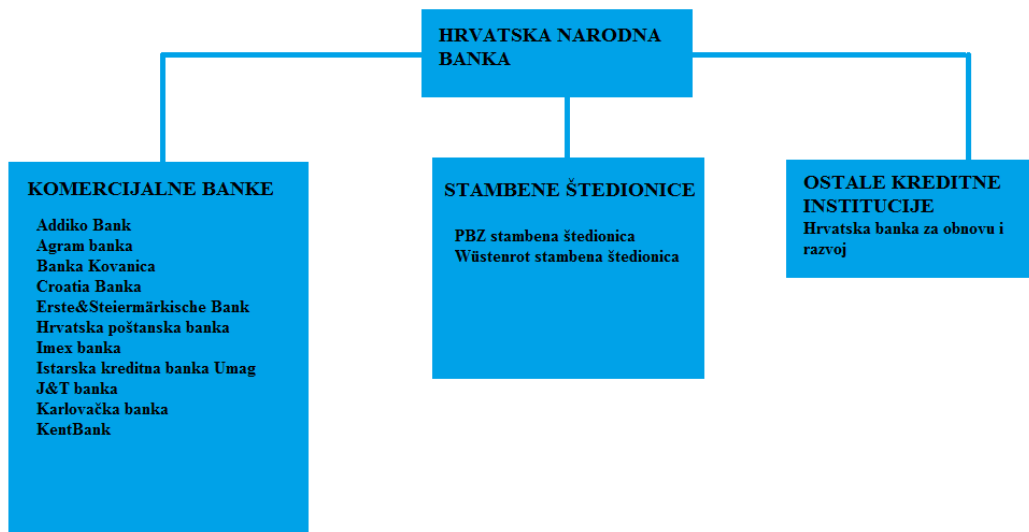 HRVATSKA NARODNA
BANKA
KOMERCIJALNE BANKE
Addiko Bank
Agram banka
Banka Kovanica
Croatia Banka
Erste&Steiermärkische Bank
Hrvatska poštanska banka
Imex banka
Istarska kreditna banka Umag
J&T banka
Karlovačka banka
KentBank
STAMBENE ŠTEDIONICE
PBZ stambena štedionica
Wüstenrot stambena štedionica
OSTALE KREDITNE
INSTITUCIJE
Hrvatska banka za obnovu i
razvoj